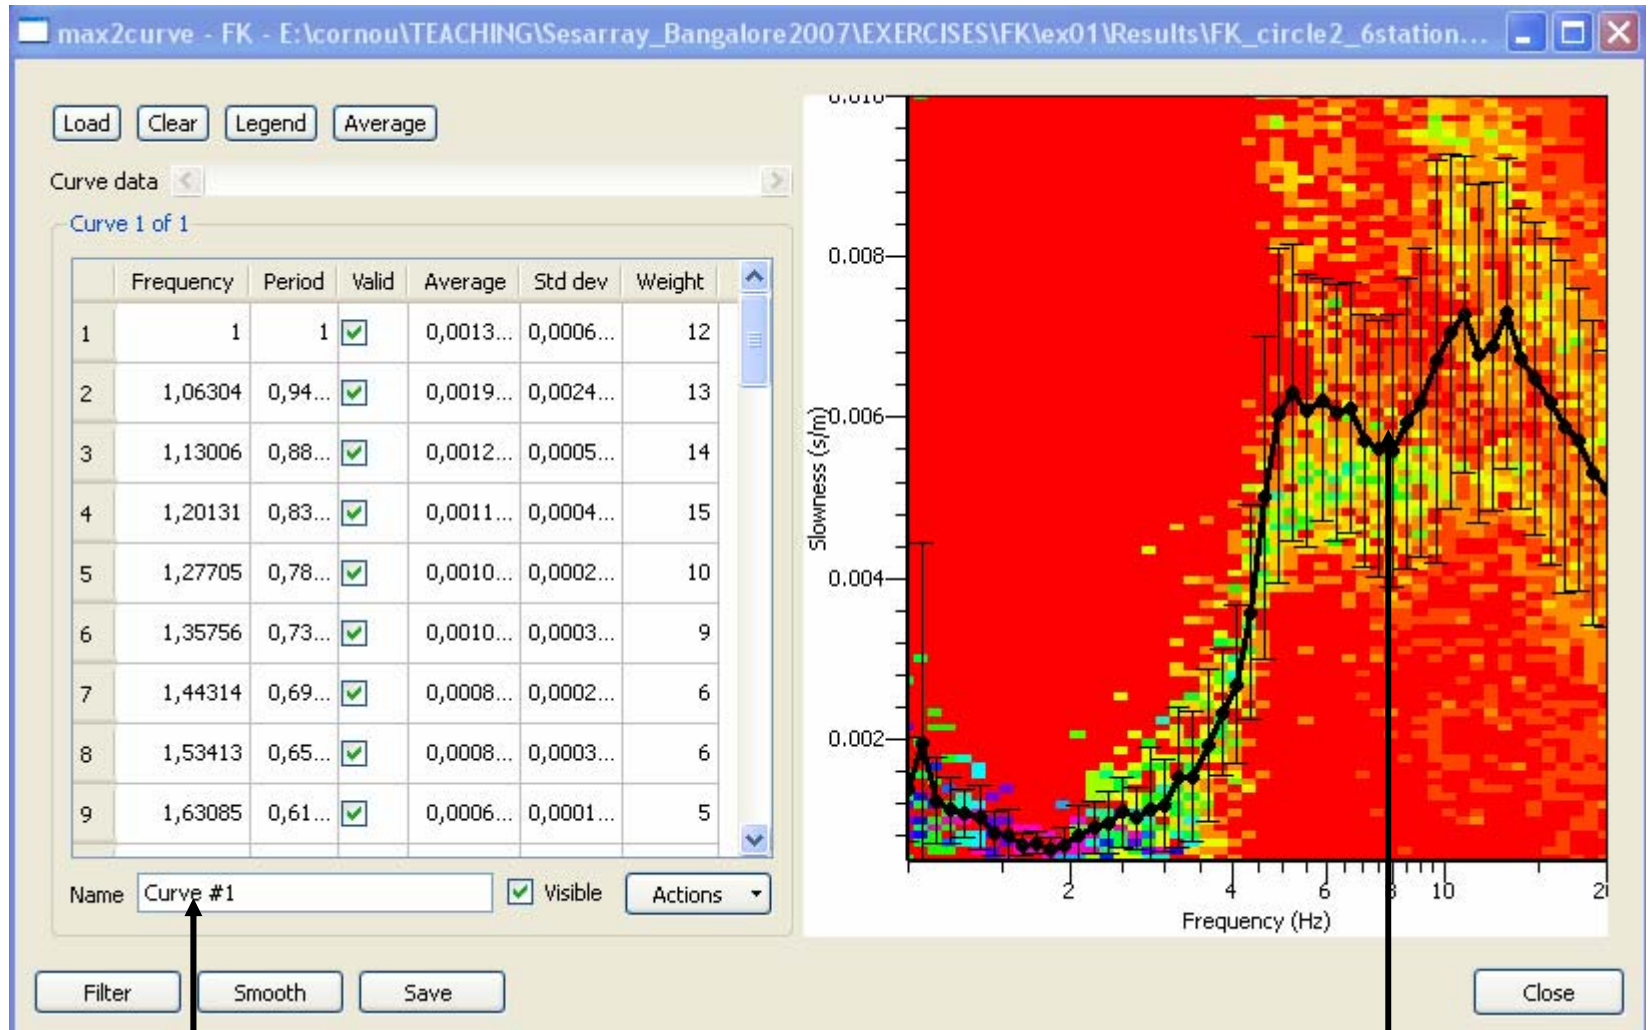 max2curve - FK - E:\cornou\TEACHING\Sesarray_Bangalore2007\EXERCISES\FK\ex01\Results\FK_circle2_6station...
Load Clear Legend Average
Curve data
Curve 1 of 1
Frequency Period Valid Average Std dev Weight
1 1 1 0,0013... 0,0006... 12
2 1,06304 0,94... 0,0019... 0,0024... 13
3 1,13006 0,88... 0,0012... 0,0005... 14
4 1,20131 0,83... 0,0011... 0,0004... 15
5 1,27705 0,78... 0,0010... 0,0002... 10
6 1,35756 0,73... 0,0010... 0,0003... 9
7 1,44314 0,69... 0,0008... 0,0002... 6
8 1,53413 0,65... 0,0008... 0,0003... 6
9 1,63085 0,61... 0,0006... 0,0001... 5
Name Curve #1 Visible Actions
Filter Smooth Save
0.010
0.008
0.006
0.004
0.002
Slowness (s/m)
2 4 6 8 10
Frequency (Hz)
Close